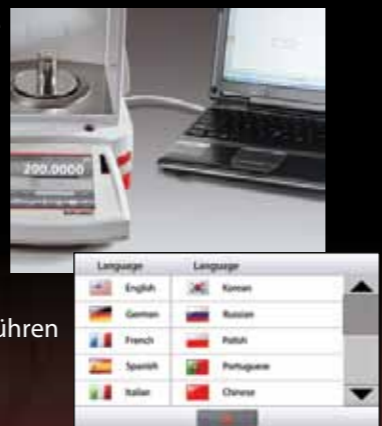 200.0000
Language Language
English Korean
German Russian
French Polish
Spanish Portuguese
Italian Chinese
ühren